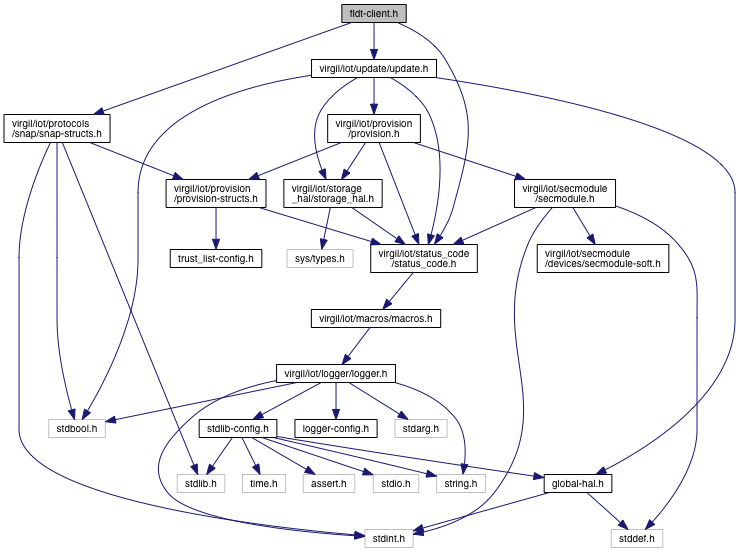 fldt-client.h
virgil/iot/update/update.h
virgil/iot/protocols
/snap/snap-structs.h
virgil/iot/provision
/provision.h
virgil/iot/provision
/provision-structs.h
virgil/iot/storage
_hal/storage_hal.h
virgil/iot/secmodule
/secmodule.h
trust_list-config.h
sys/types.h
virgil/iot/status_code
/status_code.h
virgil/iot/secmodule
/devices/secmodule-soft.h
virgil/iot/macros/macros.h
virgil/iot/logger/logger.h
stdbool.h
stdlib-config.h
logger-config.h
stdarg.h
stdlib.h
time.h
assert.h
stdio.h
string.h
global-hal.h
stdint.h
stddef.h